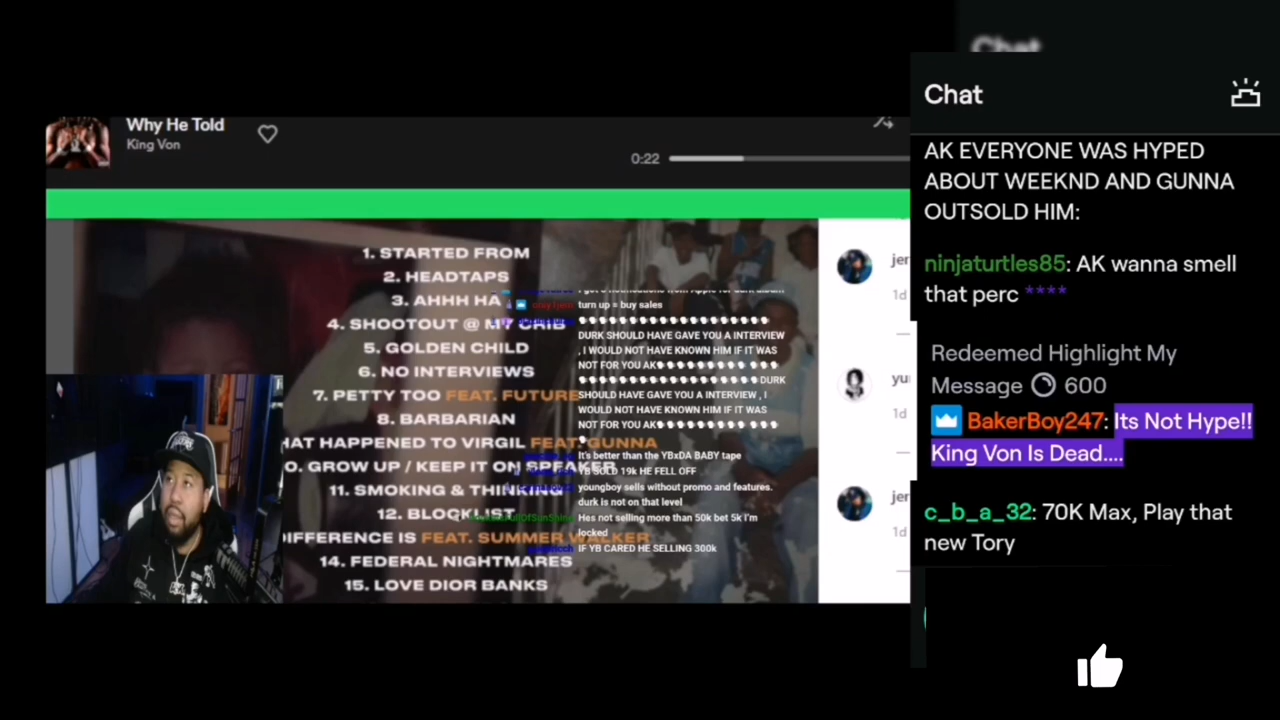 Chat
Why He Told
King Von
0:22
1. STARTED FROM
2. HEADTAPS
3. AHHH HA
4. SHOOTOUT @ MY CRIB
5. GOLDEN CHILD
6. NO INTERVIEWS
7. PETTY TOO FEAT. FUTURE
8. BARBARIAN
HAT HAPPENED TO VIRGIL FEAT. GUNNA
0. GROW UP / KEEP IT ON SPEAKER
11. SMOKING & THINKING
12. BLOCKLIST
DIFFERENCE IS FEAT. SUMMER WALKER
14. FEDERAL NIGHTMARES
15. LOVE DIOR BANKS
turn up = buy sales
DURK SHOULD HAVE GAVE YOU A INTERVIEW
, I WOULD NOT HAVE KNOWN HIM IF IT WAS
NOT FOR YOU AK
DURK
SHOULD HAVE GAVE YOU A INTERVIEW , I
WOULD NOT HAVE KNOWN HIM IF IT WAS
NOT FOR YOU AK
It's better than the YBxDA BABY tape
YB SOLD 19k HE FELL OFF
youngboy sells without promo and features.
durk is not on that level
Hes not selling more than 50k bet 5k I'm
locked
IF YB CARED HE SELLING 300k
jer
1d
yu
1d
jer
1d
Chat
AK EVERYONE WAS HYPED
ABOUT WEEKND AND GUNNA
OUTSOLD HIM:
ninjaturtles85: AK wanna smell
that perc ****
Redeemed Highlight My
Message 600
BakerBoy247: Its Not Hype!!
King Von Is Dead....
c_b_a_32: 70K Max, Play that
new Tory